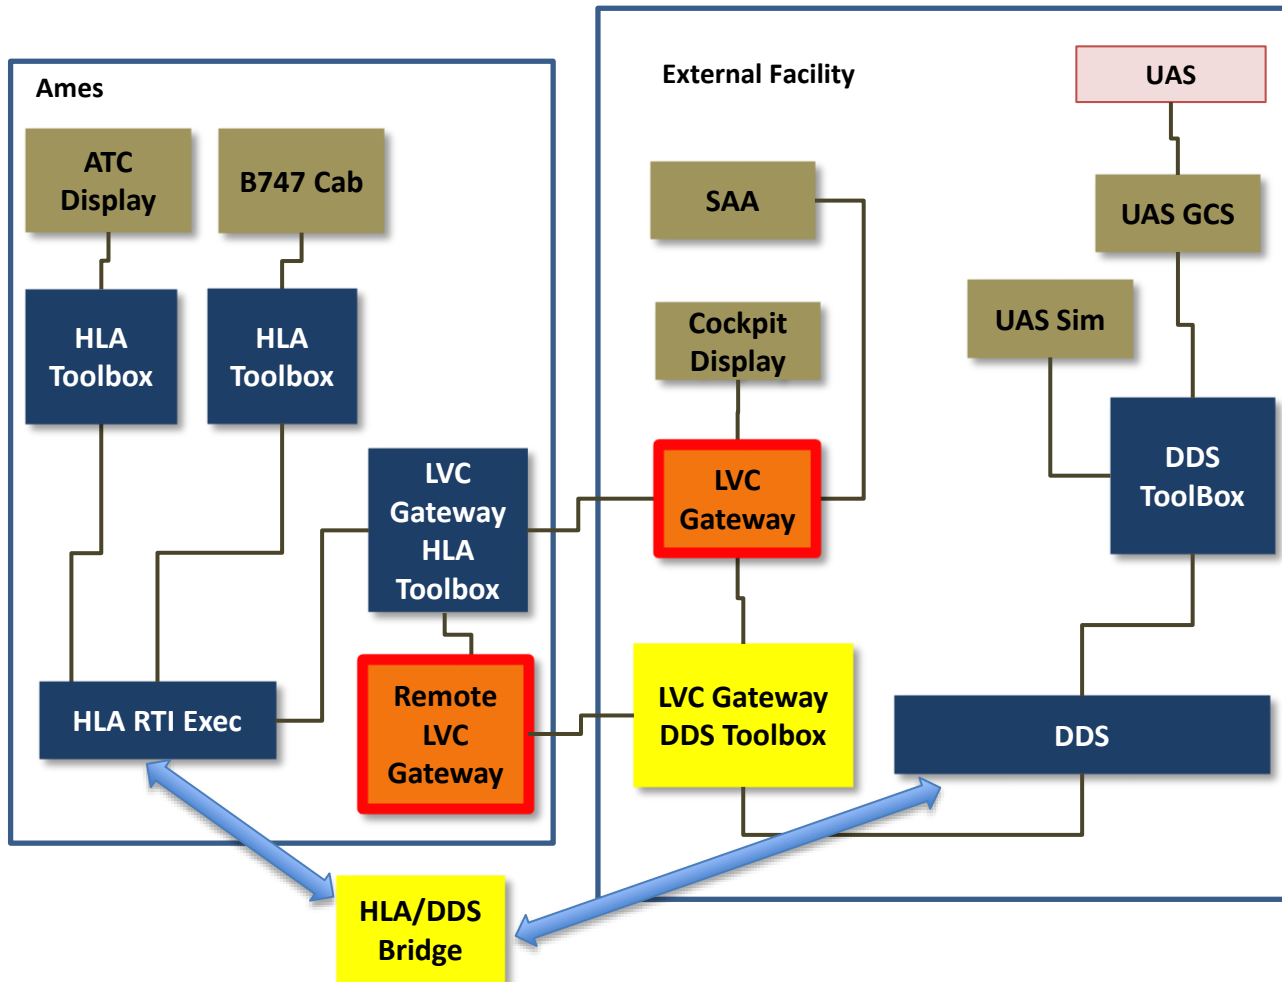 Ames
ATC
Display
B747 Cab
HLA
Toolbox
HLA
Toolbox
LVC
Gateway
HLA
Toolbox
HLA RTI Exec
Remote
LVC
Gateway
HLA/DDS
Bridge
External Facility
UAS
SAA
UAS GCS
Cockpit
Display
UAS Sim
LVC
Gateway
DDS
ToolBox
LVC Gateway
DDS Toolbox
DDS